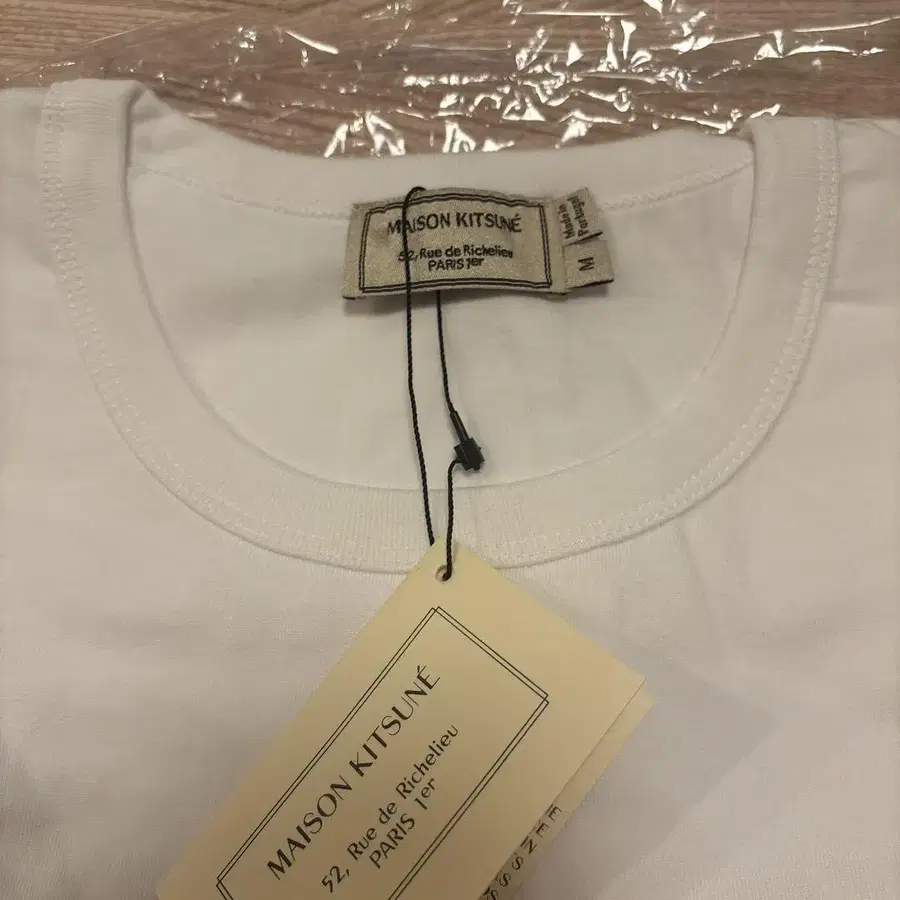 MAISON KITSUNÉ
52, Rue de Richelieu
PARIS 1er
Made in
Portugal
M
MAISON KITSUNÉ
52, Rue de Richelieu
PARIS 1er